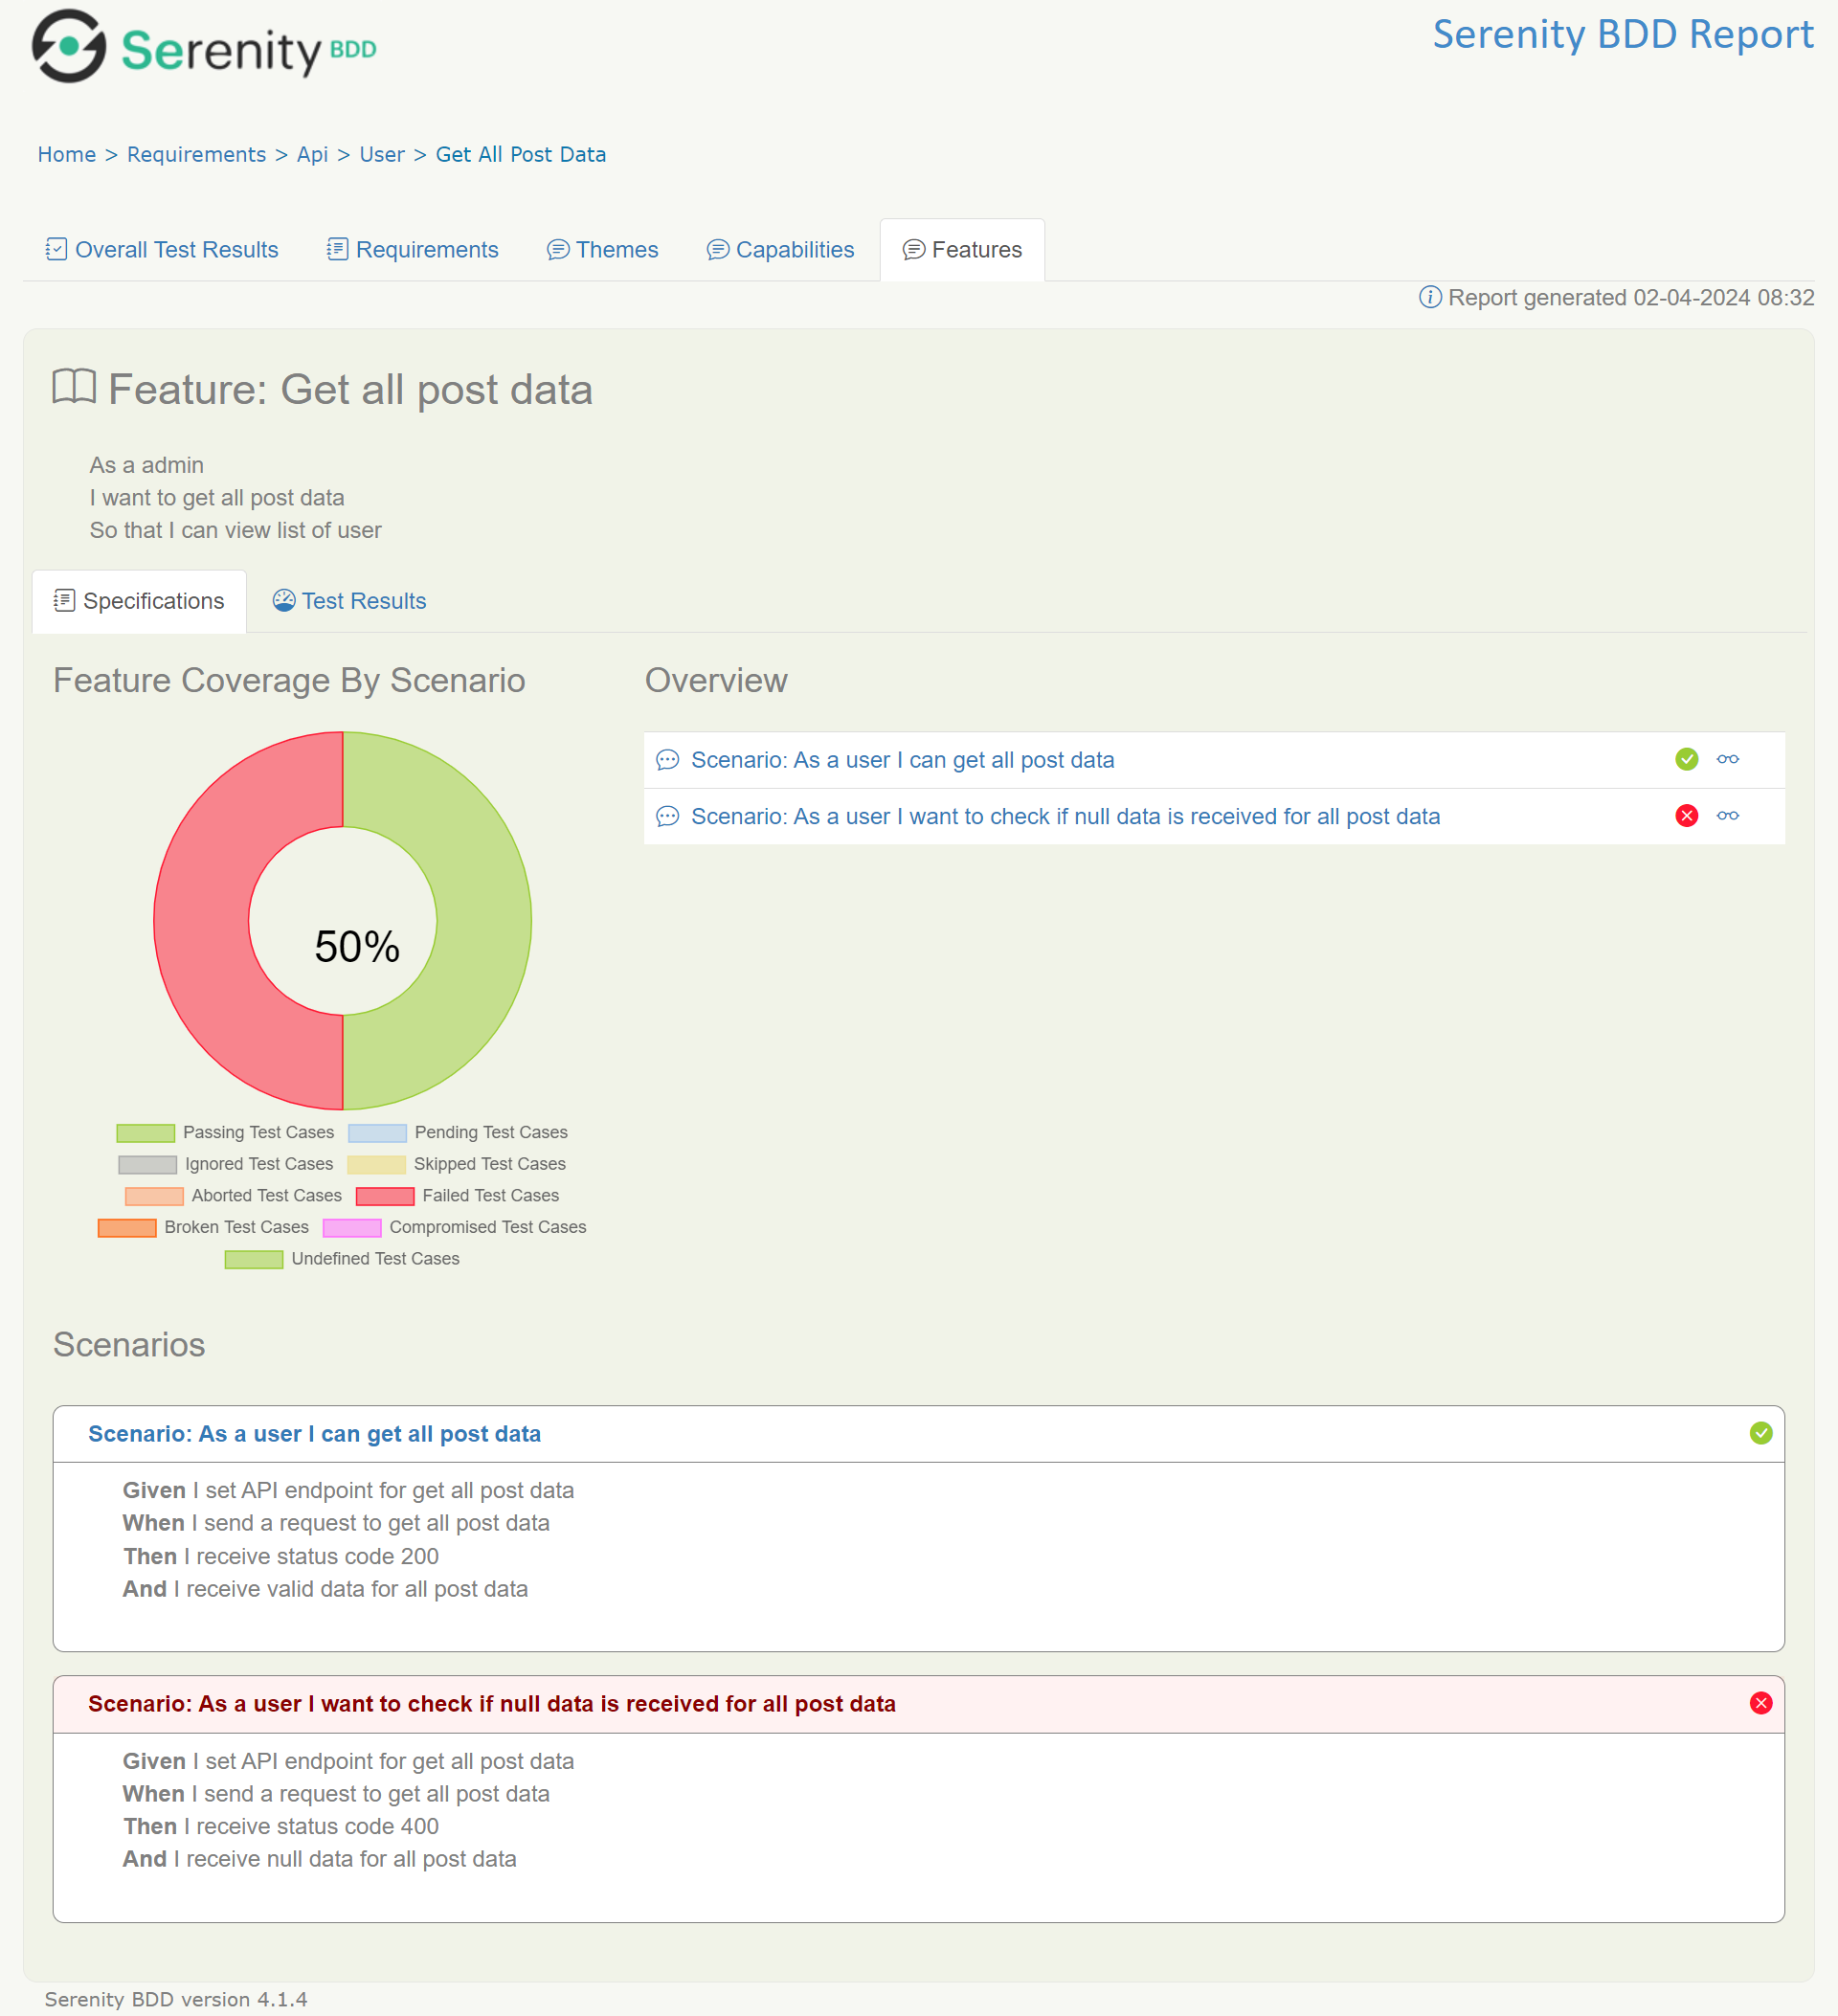 Serenity BDD
Serenity BDD Report
Home > Requirements > Api > User > Get All Post Data
Overall Test Results Requirements Themes Capabilities Features
Report generated 02-04-2024 08:32
Feature: Get all post data
As a admin
I want to get all post data
So that I can view list of user
Specifications Test Results
Feature Coverage By Scenario
50%
Passing Test Cases Pending Test Cases
Ignored Test Cases Skipped Test Cases
Aborted Test Cases Failed Test Cases
Broken Test Cases Compromised Test Cases
Undefined Test Cases
Overview
Scenario: As a user I can get all post data
Scenario: As a user I want to check if null data is received for all post data
Scenarios
Scenario: As a user I can get all post data
Given I set API endpoint for get all post data
When I send a request to get all post data
Then I receive status code 200
And I receive valid data for all post data
Scenario: As a user I want to check if null data is received for all post data
Given I set API endpoint for get all post data
When I send a request to get all post data
Then I receive status code 400
And I receive null data for all post data
Serenity BDD version 4.1.4